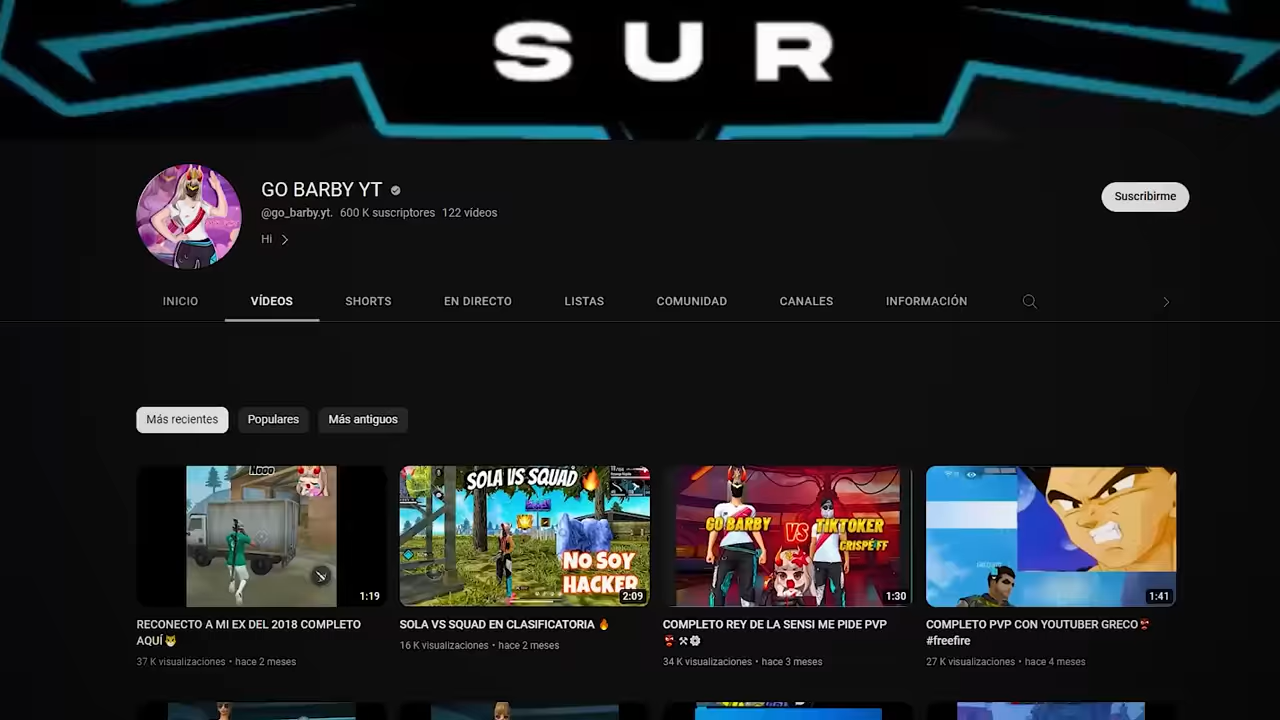 SUR
GO BARBY YT
@go_barby.yt. 600 K suscriptores 122 vídeos
Hi
Suscribirme
INICIO VÍDEOS SHORTS EN DIRECTO LISTAS COMUNIDAD CANALES INFORMACIÓN
Más recientes Populares Más antiguos
Nooo
1:19
SOLA VS SQUAD
NO SOY
HACKER
2:09
GO BARBY VS TIKTOKER
CRISPÉ FF
1:30
1:41
RECONECTO A MI EX DEL 2018 COMPLETO
AQUÍ
37 K visualizaciones • hace 2 meses
SOLA VS SQUAD EN CLASIFICATORIA
16 K visualizaciones • hace 2 meses
COMPLETO REY DE LA SENSI ME PIDE PVP
34 K visualizaciones • hace 3 meses
COMPLETO PVP CON YOUTUBER GRECO
#freefire
27 K visualizaciones • hace 4 meses